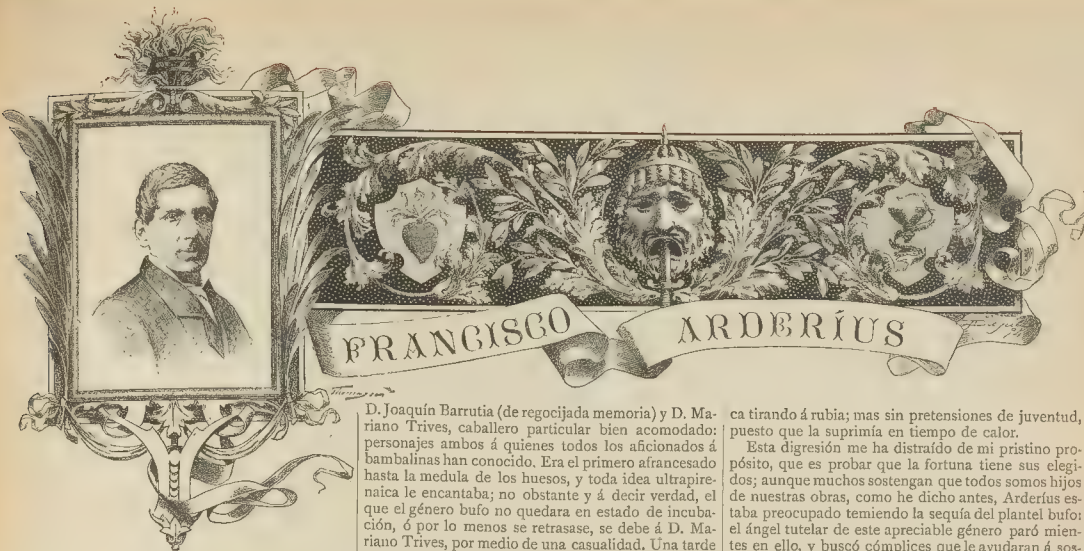 FRANCISCO ARDERÍUS
D. Joaquín Barrutia (de regocijada memoria) y D. Ma-
riano Trives, caballero particular bien acomodado:
personajes ambos á quienes todos los aficionados á
bambalinas han conocido. Era el primero afrancesado
hasta la medula de los huesos, y toda idea ultrapire-
naica le encantaba; no obstante y á decir verdad, el
que el género bufo no quedara en estado de incuba-
ción, ó por lo menos se retrasase, se debe á D. Ma-
riano Trives, por medio de una casualidad. Una tarde
ca tirando á rubia; mas sin pretensiones de juventud,
puesto que la suprimía en tiempo de calor.
Esta digresión me ha distraído de mi pristino pro-
pósito, que es probar que la fortuna tiene sus elegi-
dos; aunque muchos sostengan que todos somos hijos
de nuestras obras, como he dicho antes, Arderíus es-
taba preocupado temiendo la sequía del plantel bufo:
el ángel tutelar de este apreciable género paró mien-
tes en ello, y buscó cómplices que le ayudaran á